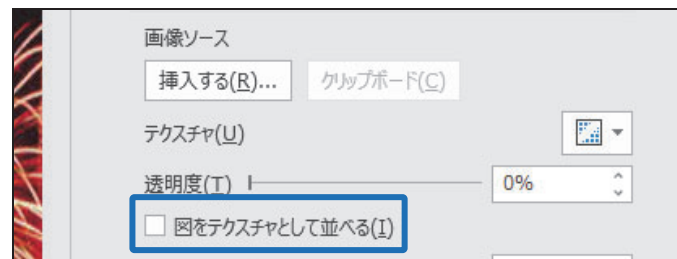 画像ソース
挿入する(R)... クリップボード(C)
テクスチャ(U)
透明度(T) 0%
図をテクスチャとして並べる(I)